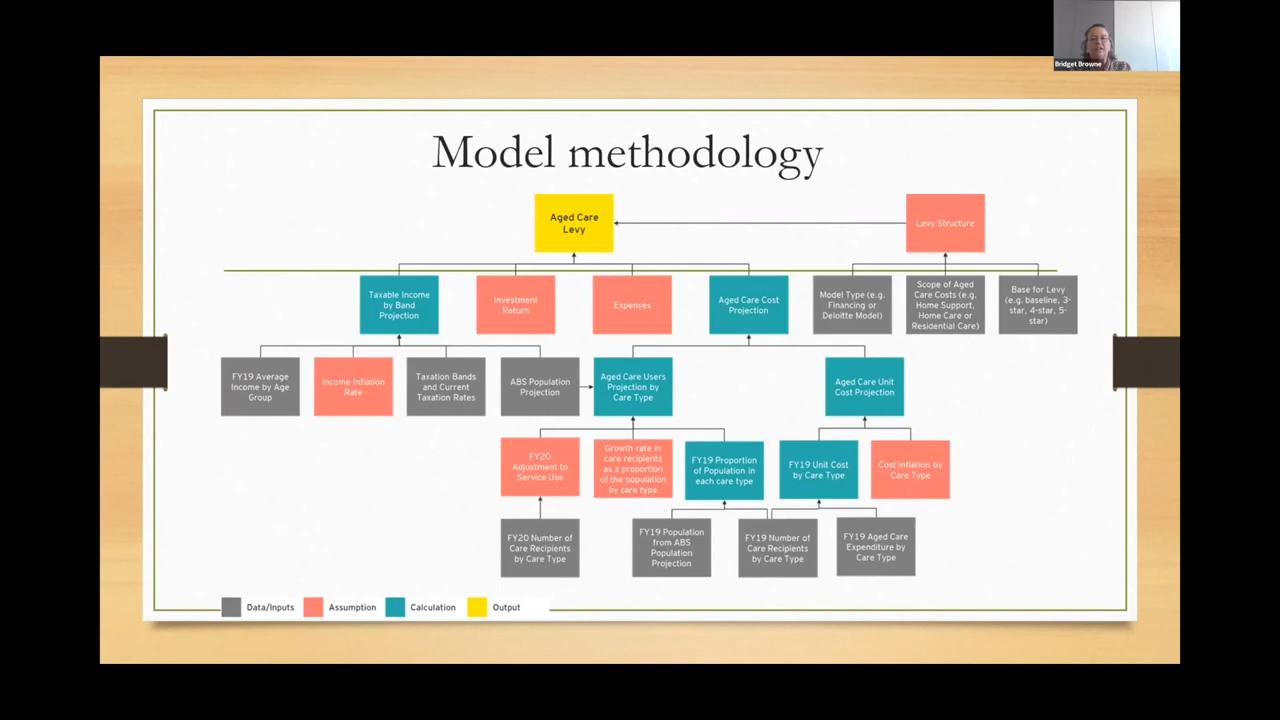 Bridget Browne
Model methodology
Aged Care
Levy
Levy Structure
Taxable Income
by Band
Projection
Investment
Return
Expenses
Aged Care Cost
Projection
Model Type (e.g.
Financing or
Deloitte Model)
Scope of Aged
Care Costs (e.g,
Home Support,
Home Care or
Residential Care)
Base for Levy
(e.g. baseline, 3-
star, 4-star, 5-
star)
FY19 Average
Income by Age
Group
Income Inflation
Rate
Taxation Bands
and Current
Taxation Rates
ABS Population
Projection
Aged Care Users
Projection by
Care Type
Aged Care Unit
Cost Projection
FY20
Adjustment to
Service Use
Growth rate in
care recipients
as a proportion
of the population
by care type
FY19 Proportion
of Population in
each care type
FY19 Unit Cost
by Care Type
Cost Inflation by
Care Type
FY20 Number of
Care Recipients
by Care Type
FY19 Population
from ABS
Population
Projection
FY19 Number of
Care Recipients
by Care Type
FY19 Aged Care
Expenditure by
Care Type
Data/Inputs
Assumption
Calculation
Output